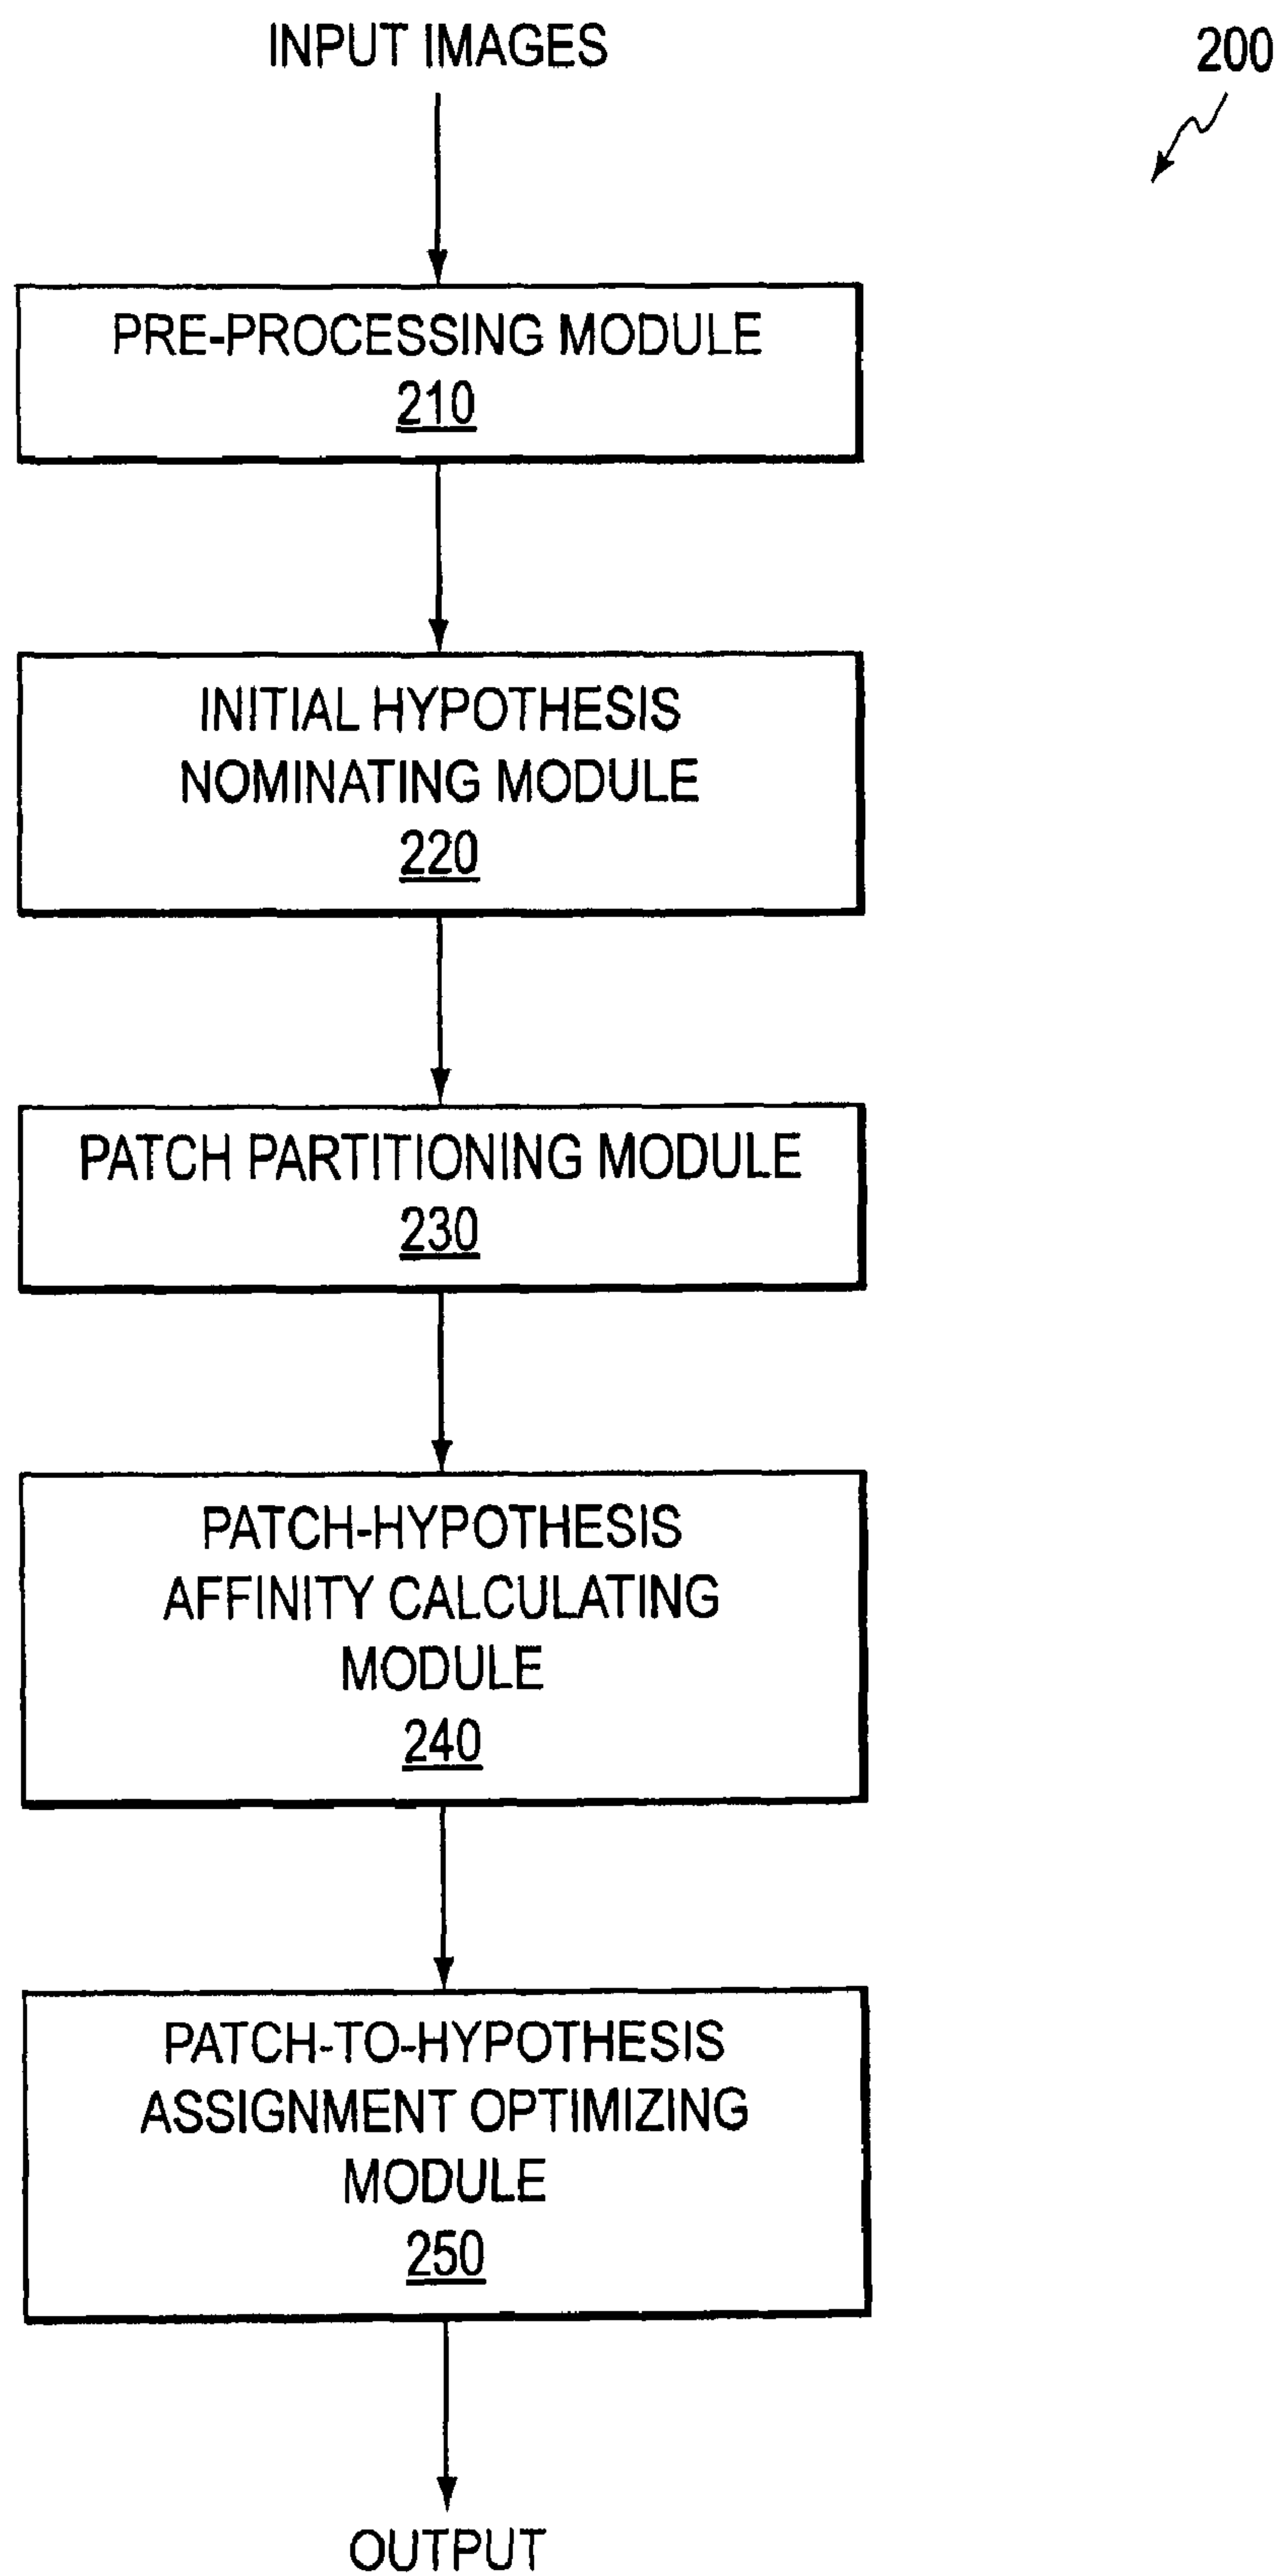 INPUT IMAGES
200
PRE-PROCESSING MODULE
210
INITIAL HYPOTHESIS
NOMINATING MODULE
220
PATCH PARTITIONING MODULE
230
PATCH-HYPOTHESIS
AFFINITY CALCULATING
MODULE
240
PATCH-TO-HYPOTHESIS
ASSIGNMENT OPTIMIZING
MODULE
250
OUTPUT